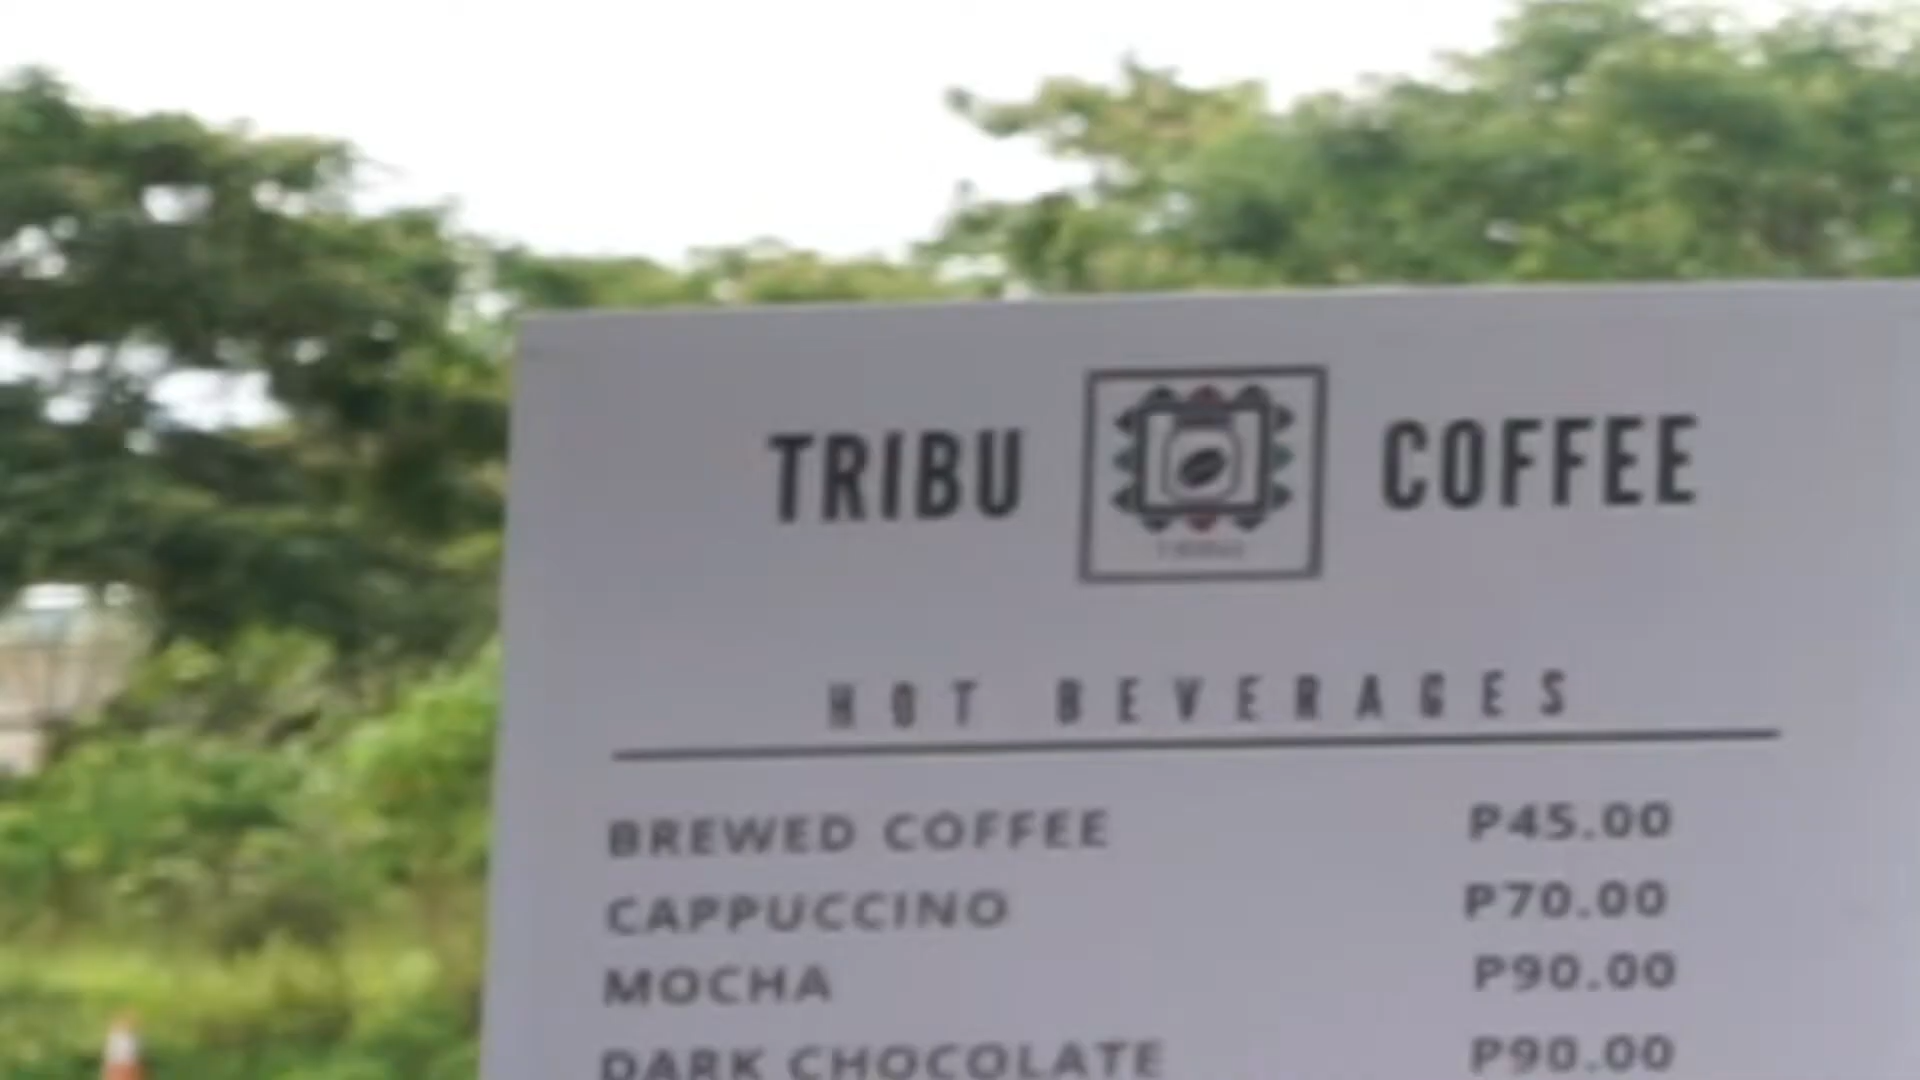 TRIBU COFFEE
HOT BEVERAGES
BREWED COFFEE P45.00
CAPPUCCINO P70.00
MOCHA P90.00
DARK CHOCOLATE P90.00